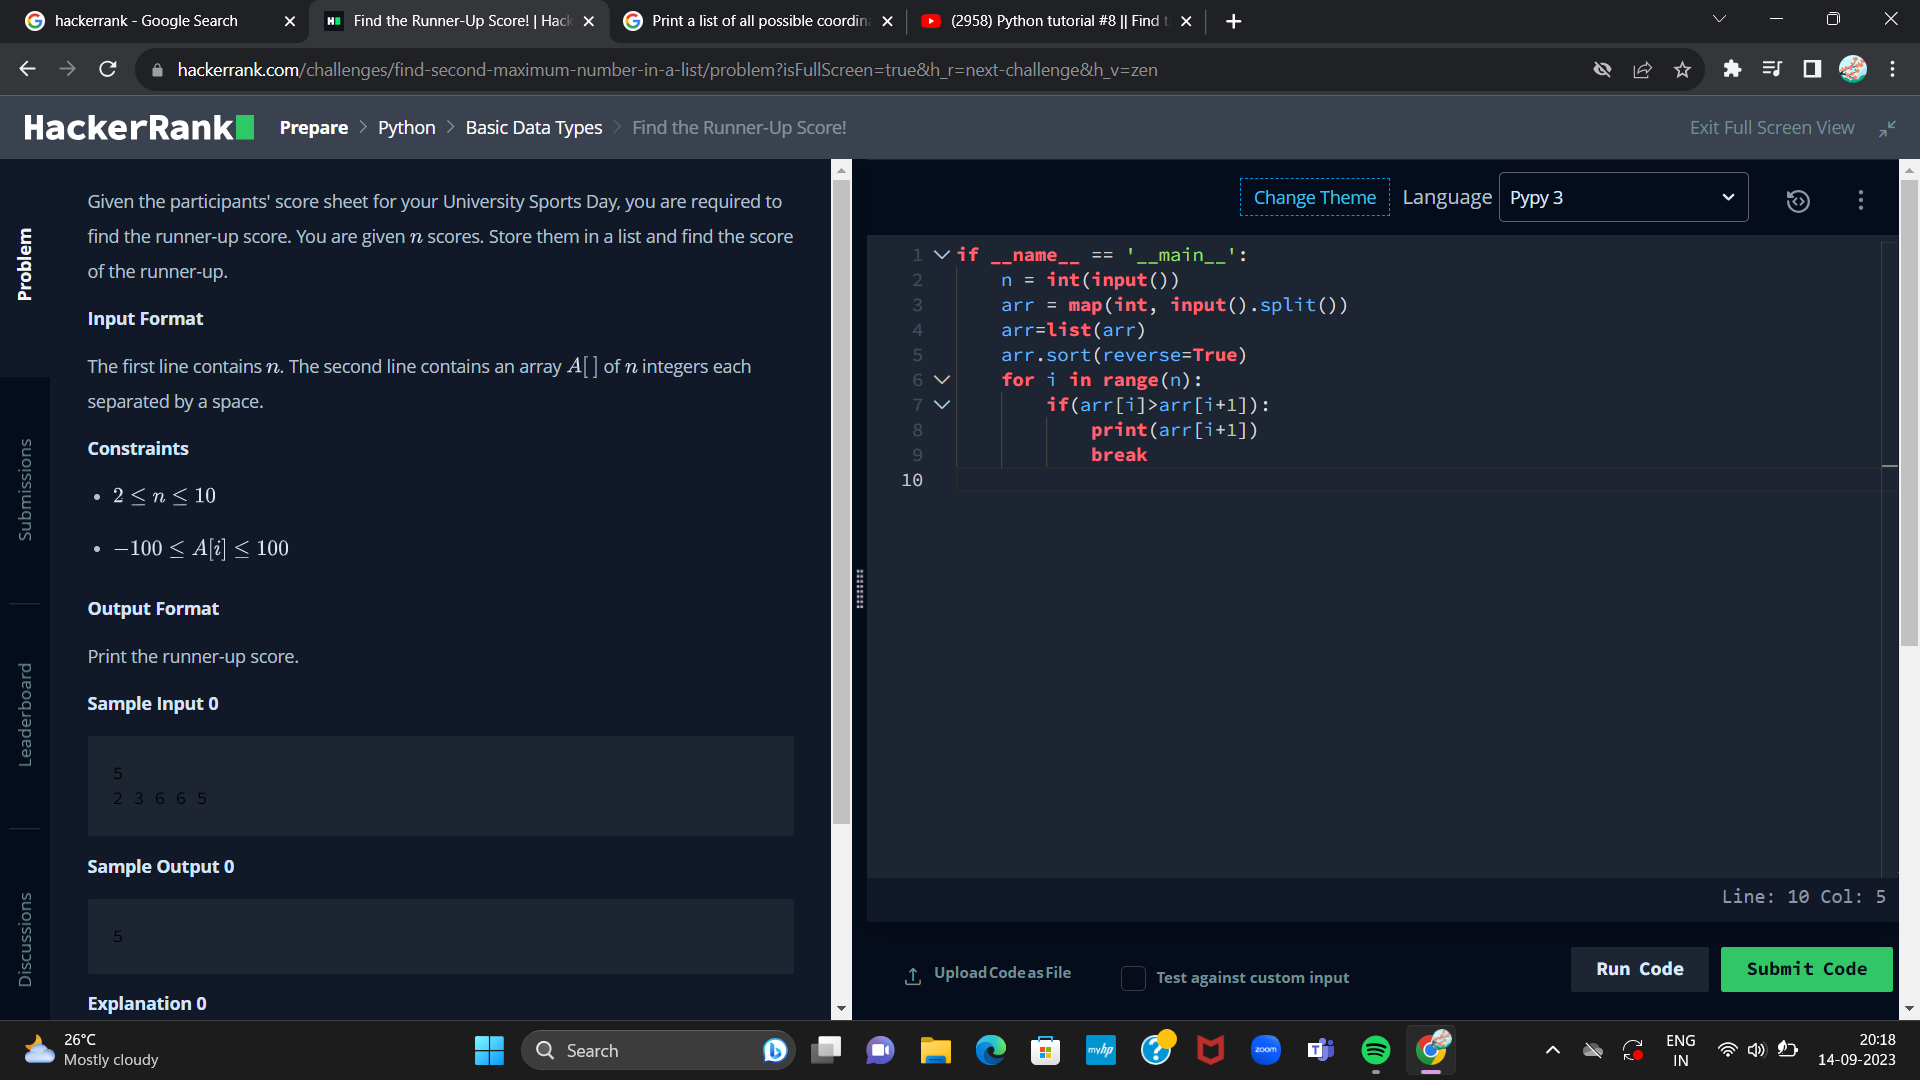 hackerrank - Google Search
Find the Runner-Up Score! | Hack
Print a list of all possible coordina
(2958) Python tutorial #8 || Find t
hackerrank.com/challenges/find-second-maximum-number-in-a-list/problem?isFullScreen=true&h_r=next-challenge&h_v=zen
HackerRank
Prepare > Python > Basic Data Types > Find the Runner-Up Score!
Exit Full Screen View
Problem
Submissions
Leaderboard
Discussions
Given the participants' score sheet for your University Sports Day, you are required to
find the runner-up score. You are given n scores. Store them in a list and find the score
of the runner-up.
Input Format
The first line contains n. The second line contains an array A[ ] of n integers each
separated by a space.
Constraints
• 2 ≤ n ≤ 10
• −100 ≤ A[i] ≤ 100
Output Format
Print the runner-up score.
Sample Input 0
5
2 3 6 6 5
Sample Output 0
5
Explanation 0
Change Theme
Language
Pypy 3
1 if __name__ == '__main__':
2     n = int(input())
3     arr = map(int, input().split())
4     arr=list(arr)
5     arr.sort(reverse=True)
6     for i in range(n):
7         if(arr[i]>arr[i+1]):
8             print(arr[i+1])
9             break
10
Line: 10 Col: 5
Upload Code as File
Test against custom input
Run Code
Submit Code
26°C
Mostly cloudy
Search
myhp
zoom
ENG
IN
20:18
14-09-2023